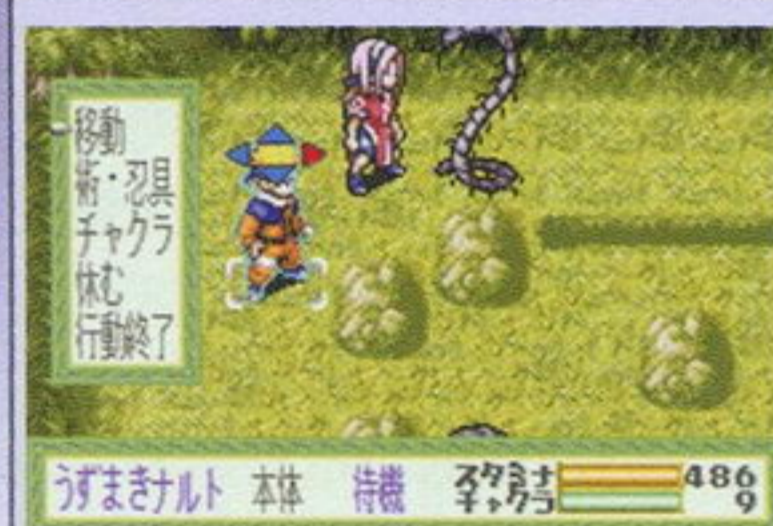 移動
術・忍具
チャクラ
休む
行動終了
うずまきナルト 本体 待機 スタミナ 486
チャクラ 9